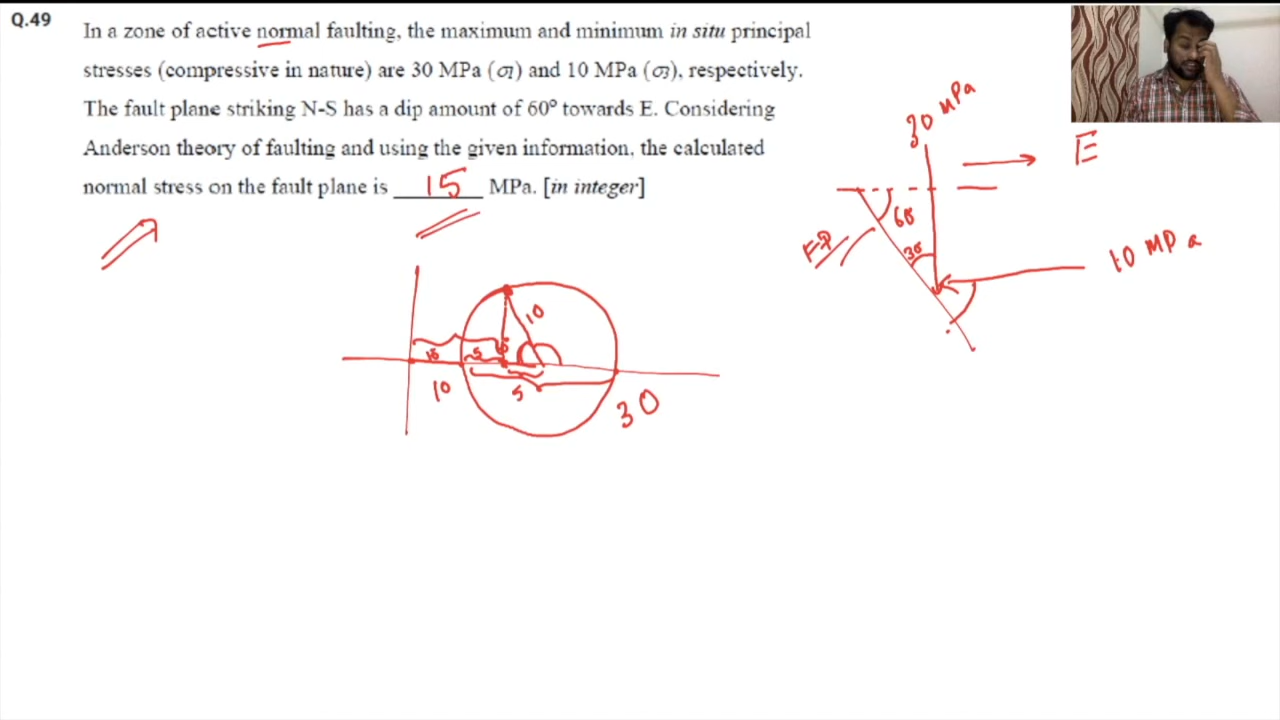 Q.49
In a zone of active normal faulting, the maximum and minimum in situ principal
stresses (compressive in nature) are 30 MPa (σ1) and 10 MPa (σ3), respectively.
The fault plane striking N-S has a dip amount of 60° towards E. Considering
Anderson theory of faulting and using the given information, the calculated
normal stress on the fault plane is 15 MPa. [in integer]
30 MPa
E
60
FP
30
10 MPa
10
5
10
5
30